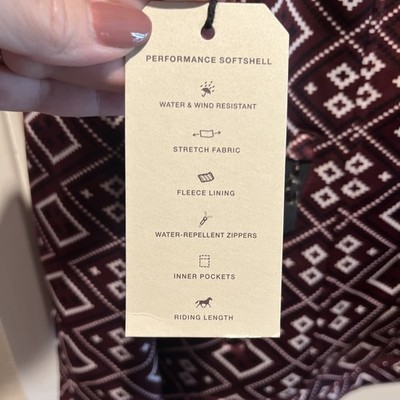 PERFORMANCE SOFTSHELL
WATER & WIND RESISTANT
STRETCH FABRIC
FLEECE LINING
WATER-REPELLENT ZIPPERS
INNER POCKETS
RIDING LENGTH